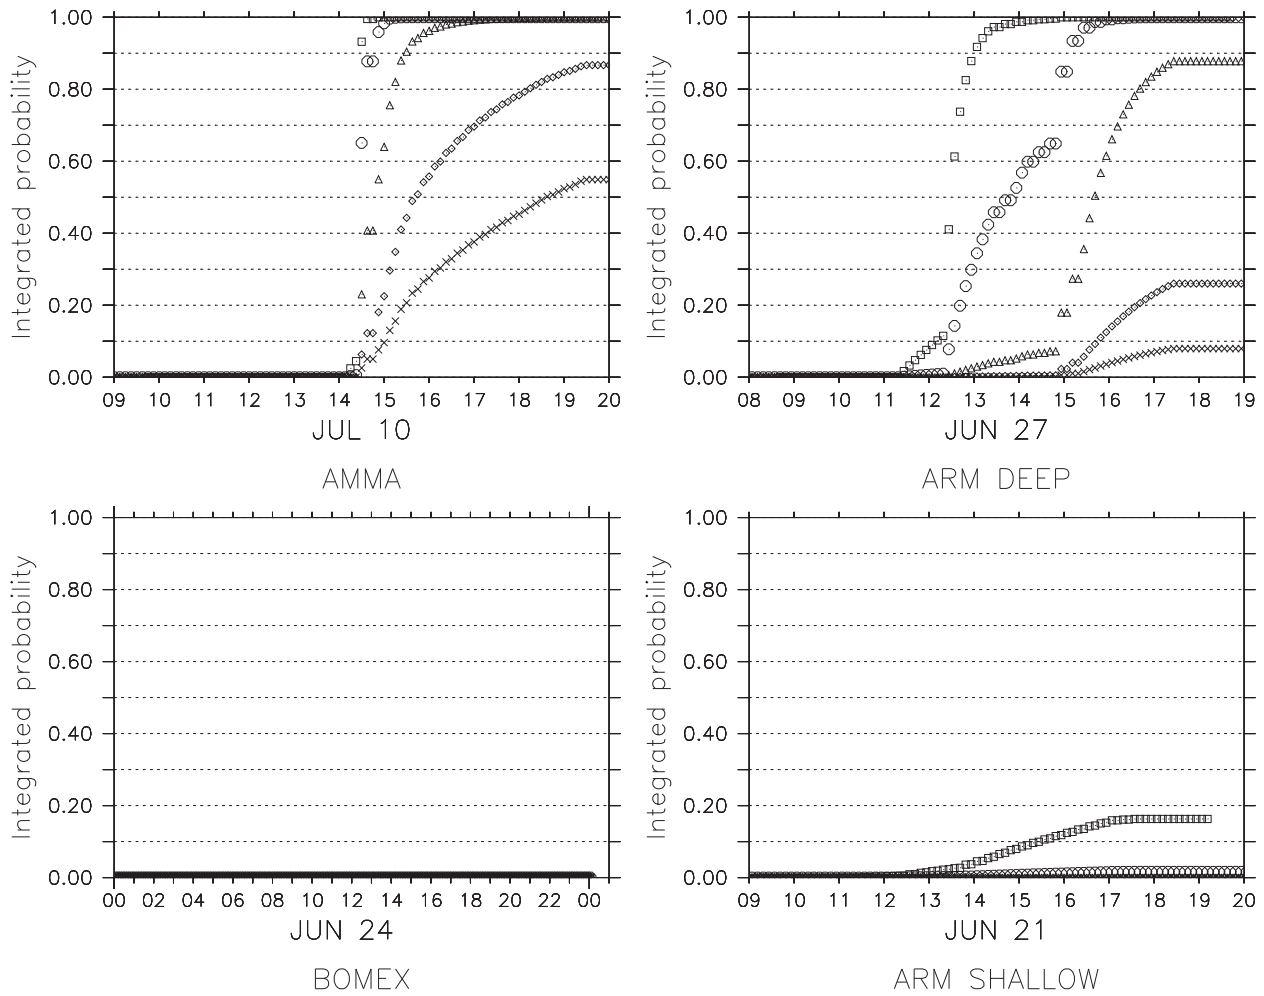 1.00
0.80
0.60
0.40
0.20
0.00
Integrated probability
09 10 11 12 13 14 15 16 17 18 19 20
JUL 10
AMMA
1.00
0.80
0.60
0.40
0.20
0.00
Integrated probability
08 09 10 11 12 13 14 15 16 17 18 19
JUN 27
ARM DEEP
1.00
0.80
0.60
0.40
0.20
0.00
Integrated probability
00 02 04 06 08 10 12 14 16 18 20 22 00
JUN 24
BOMEX
1.00
0.80
0.60
0.40
0.20
0.00
Integrated probability
09 10 11 12 13 14 15 16 17 18 19 20
JUN 21
ARM SHALLOW